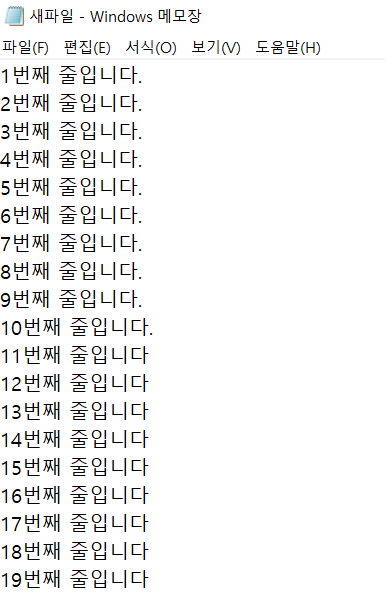 새파일 - Windows 메모장
파일(F) 편집(E) 서식(O) 보기(V) 도움말(H)
1번째 줄입니다.
2번째 줄입니다.
3번째 줄입니다.
4번째 줄입니다.
5번째 줄입니다.
6번째 줄입니다.
7번째 줄입니다.
8번째 줄입니다.
9번째 줄입니다.
10번째 줄입니다.
11번째 줄입니다
12번째 줄입니다
13번째 줄입니다
14번째 줄입니다
15번째 줄입니다
16번째 줄입니다
17번째 줄입니다
18번째 줄입니다
19번째 줄입니다